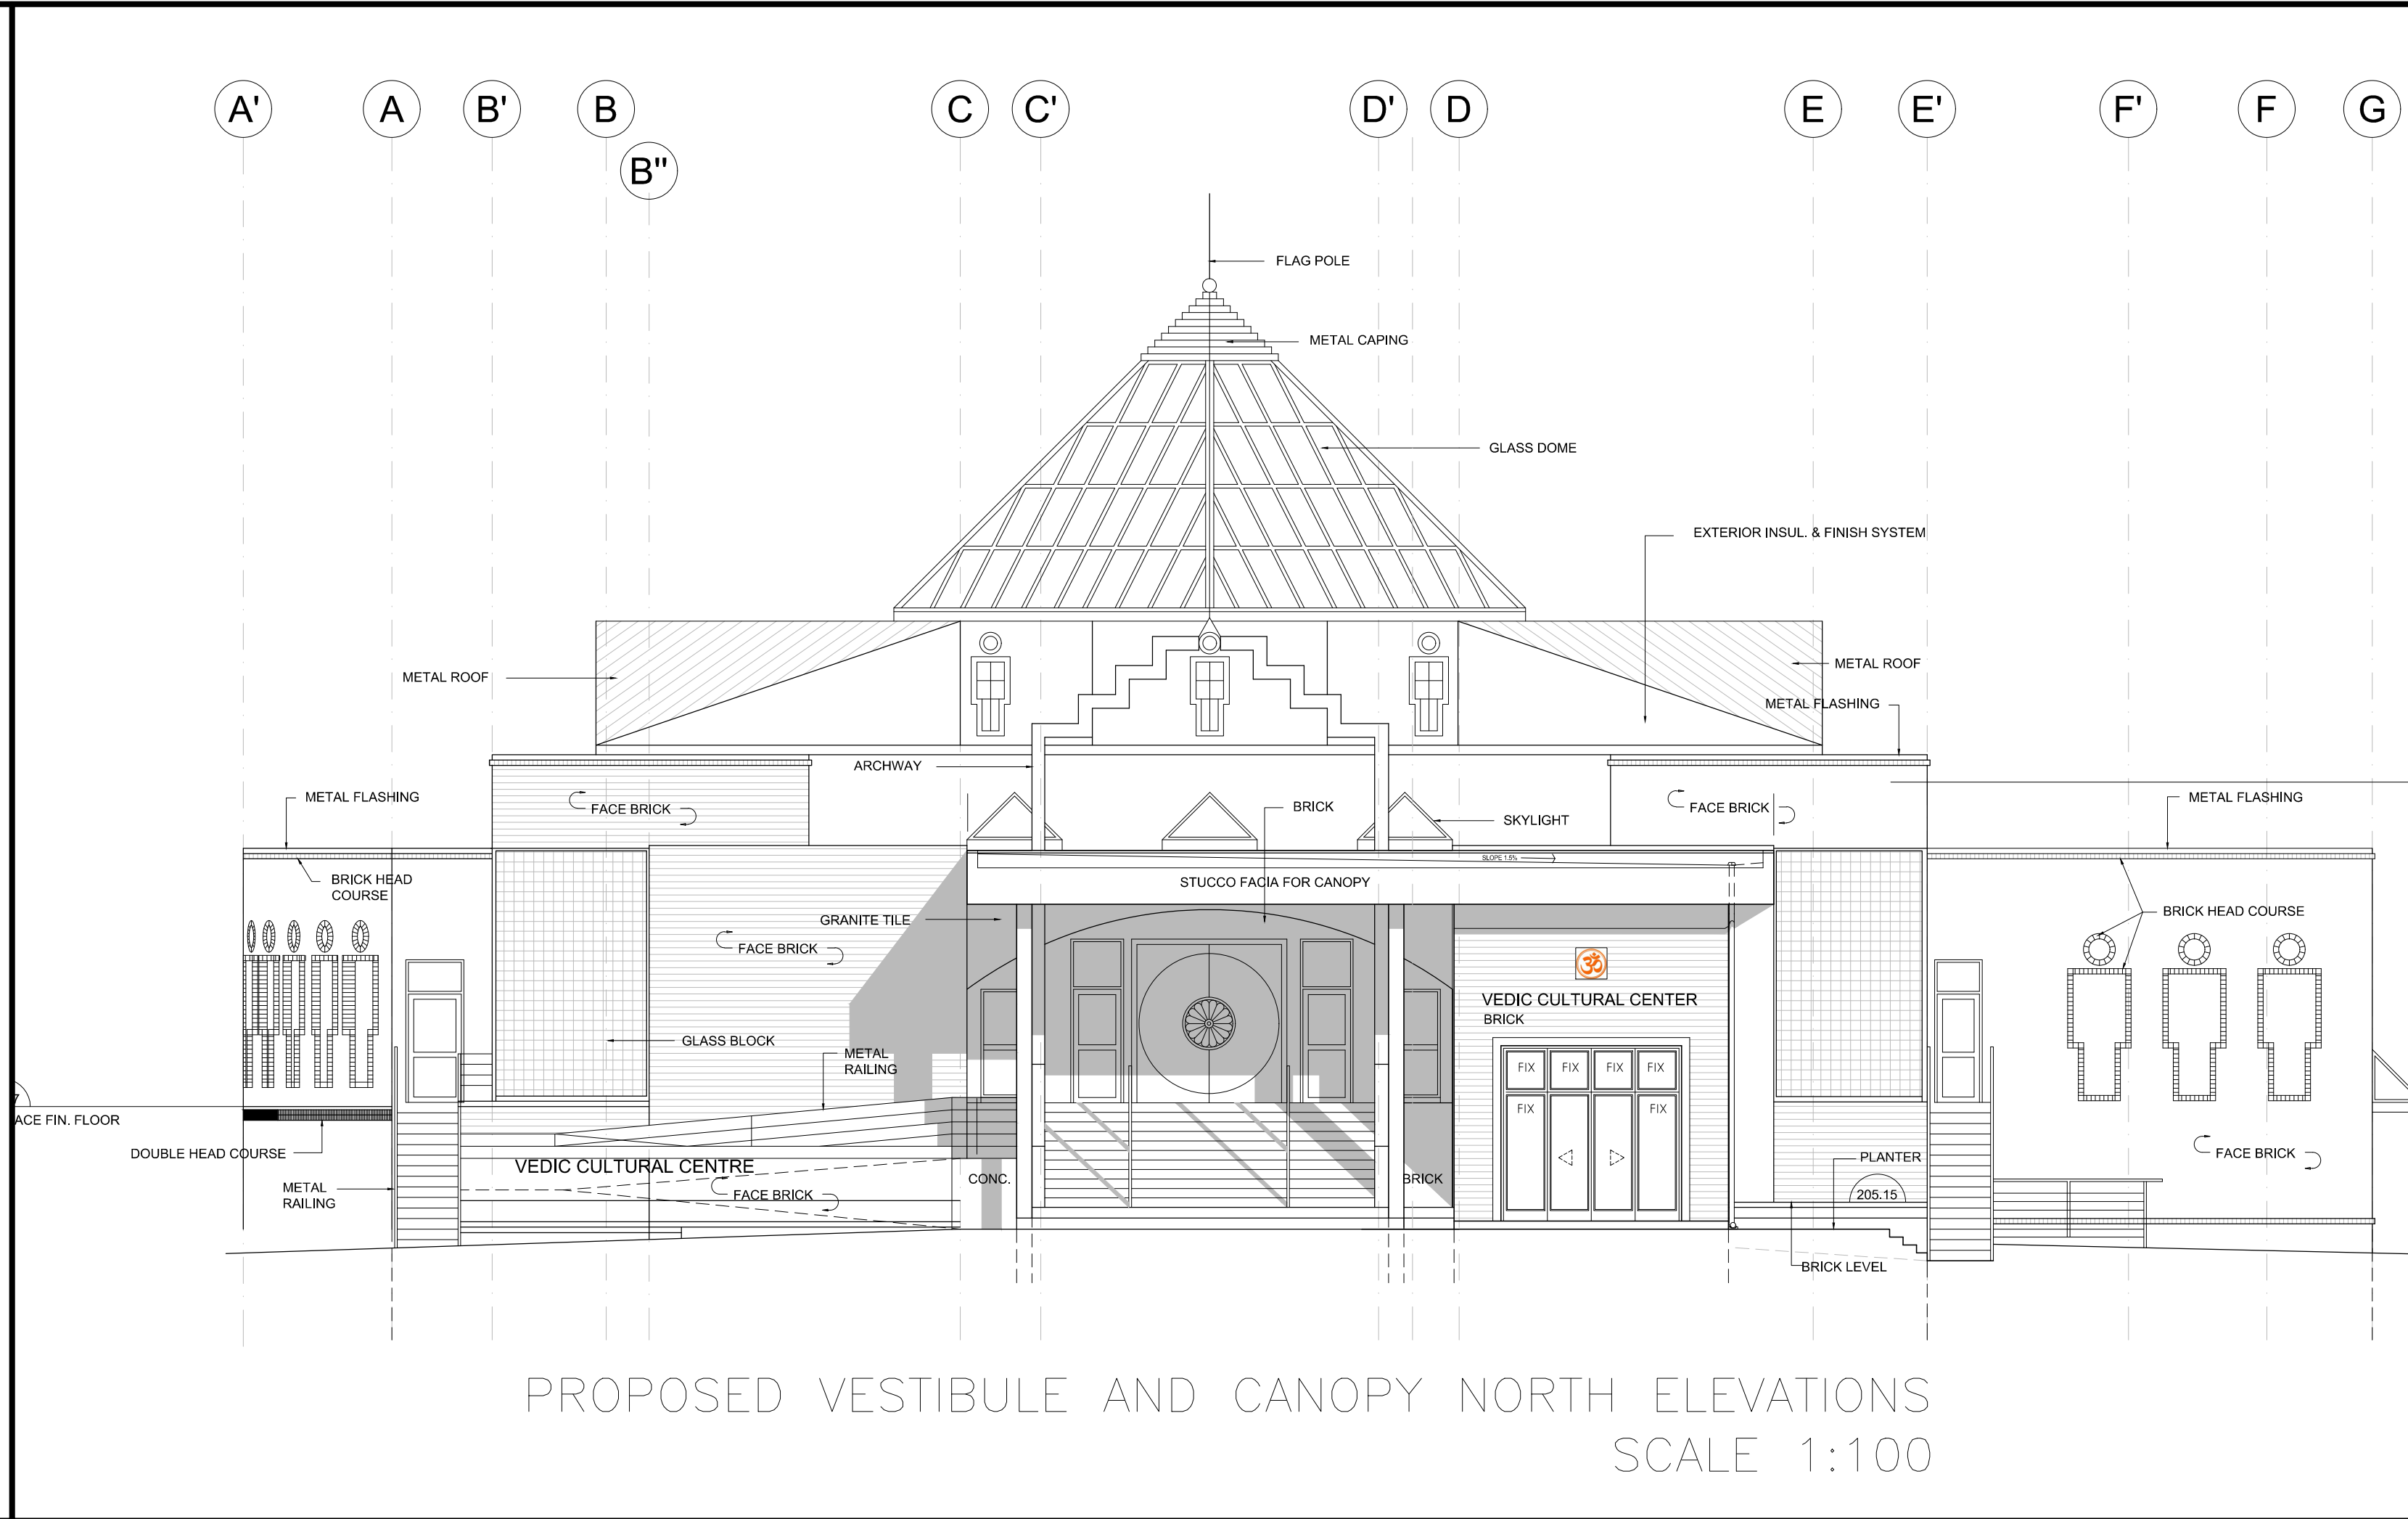 A'
A
B'
B
B"
C
C'
D'
D
E
E'
F'
F
G
FLAG POLE
METAL CAPING
GLASS DOME
EXTERIOR INSUL. & FINISH SYSTEM
METAL ROOF
METAL ROOF
METAL FLASHING
ARCHWAY
METAL FLASHING
FACE BRICK
BRICK
SKYLIGHT
FACE BRICK
METAL FLASHING
SLOPE 1.5%
BRICK HEAD
COURSE
STUCCO FACIA FOR CANOPY
GRANITE TILE
BRICK HEAD COURSE
FACE BRICK
ॐ
VEDIC CULTURAL CENTER
BRICK
GLASS BLOCK
METAL
RAILING
FIX
FIX
FIX
FIX
FIX
FIX
7
ACE FIN. FLOOR
DOUBLE HEAD COURSE
VEDIC CULTURAL CENTRE
METAL
RAILING
FACE BRICK
CONC.
BRICK
PLANTER
205.15
FACE BRICK
BRICK LEVEL
PROPOSED VESTIBULE AND CANOPY NORTH ELEVATIONS
SCALE 1:100